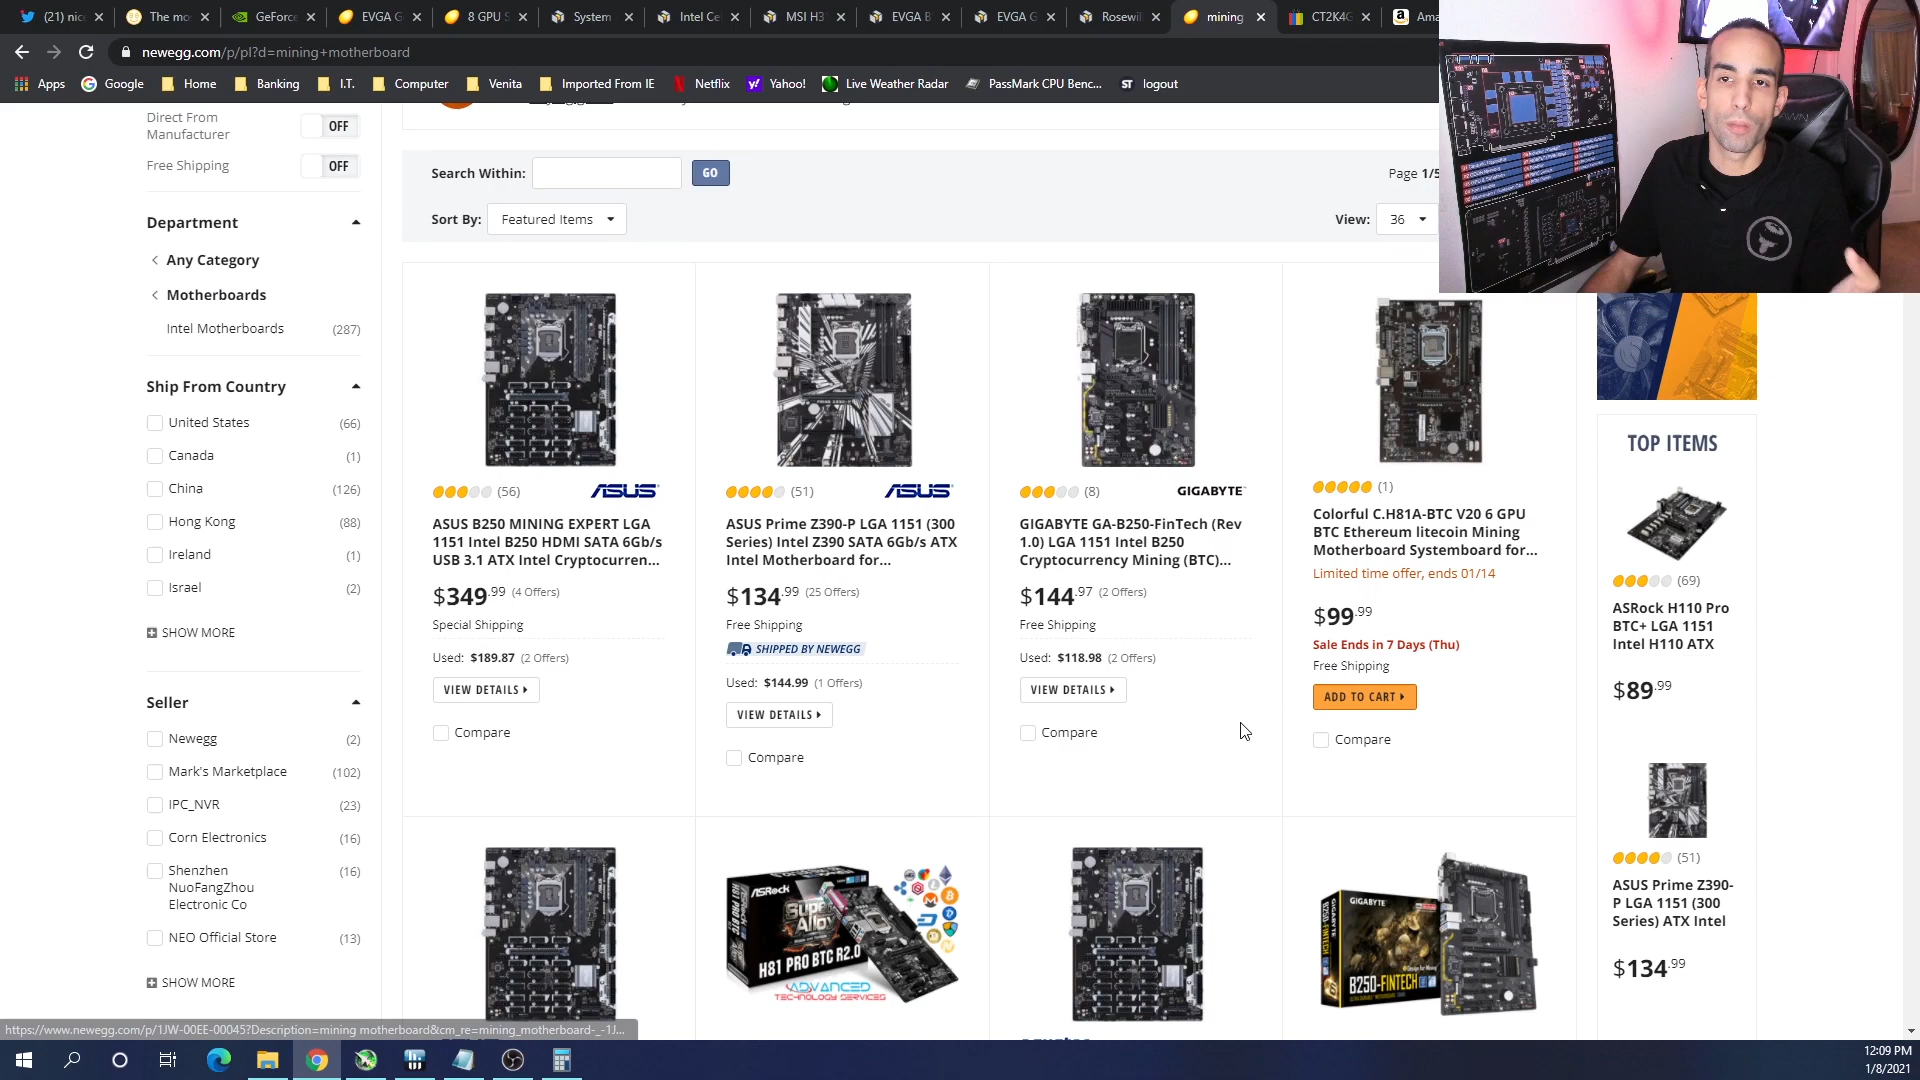 (21) nic
The mo
GeForce
EVGA G
8 GPU S
System
Intel Ce
MSI H3
EVGA B
EVGA G
Rosewil
mining
CT2K4G
Ama
newegg.com/p/pl?d=mining+motherboard
Apps
Google
Home
Banking
I.T.
Computer
Venita
Imported From IE
Netflix
Yahoo!
Live Weather Radar
PassMark CPU Benc...
ST logout
Direct From
Manufacturer
OFF
Free Shipping
OFF
Department
Any Category
Motherboards
Intel Motherboards (287)
Ship From Country
United States (66)
Canada (1)
China (126)
Hong Kong (88)
Ireland (1)
Israel (2)
SHOW MORE
Seller
Newegg (2)
Mark's Marketplace (102)
IPC_NVR (23)
Corn Electronics (16)
Shenzhen (16)
NuoFangZhou
Electronic Co
NEO Official Store (13)
SHOW MORE
Search Within:
GO
Page 1/5
Sort By: Featured Items
View: 36
(56)
ASUS
ASUS B250 MINING EXPERT LGA
1151 Intel B250 HDMI SATA 6Gb/s
USB 3.1 ATX Intel Cryptocurren...
$349.99 (4 Offers)
Special Shipping
Used: $189.87 (2 Offers)
VIEW DETAILS
Compare
(51)
ASUS
ASUS Prime Z390-P LGA 1151 (300
Series) Intel Z390 SATA 6Gb/s ATX
Intel Motherboard for...
$134.99 (25 Offers)
Free Shipping
SHIPPED BY NEWEGG
Used: $144.99 (1 Offers)
VIEW DETAILS
Compare
(8)
GIGABYTE
GIGABYTE GA-B250-FinTech (Rev
1.0) LGA 1151 Intel B250
Cryptocurrency Mining (BTC)...
$144.97 (2 Offers)
Free Shipping
Used: $118.98 (2 Offers)
VIEW DETAILS
Compare
(1)
Colorful C.H81A-BTC V20 6 GPU
BTC Ethereum litecoin Mining
Motherboard Systemboard for...
Limited time offer, ends 01/14
$99.99
Sale Ends in 7 Days (Thu)
Free Shipping
ADD TO CART
Compare
TOP ITEMS
(69)
ASRock H110 Pro
BTC+ LGA 1151
Intel H110 ATX
$89.99
(51)
ASUS Prime Z390-
P LGA 1151 (300
Series) ATX Intel
$134.99
ASRock
Super
Alloy
H81 PRO BTC R2.0
ADVANCED
TECHNOLOGY SERVICES
GIGABYTE
B250-FINTECH
https://www.newegg.com/p/1JW-00EE-00045?Description=mining motherboard&cm_re=mining_motherboard-_-1J...
12:09 PM
1/8/2021